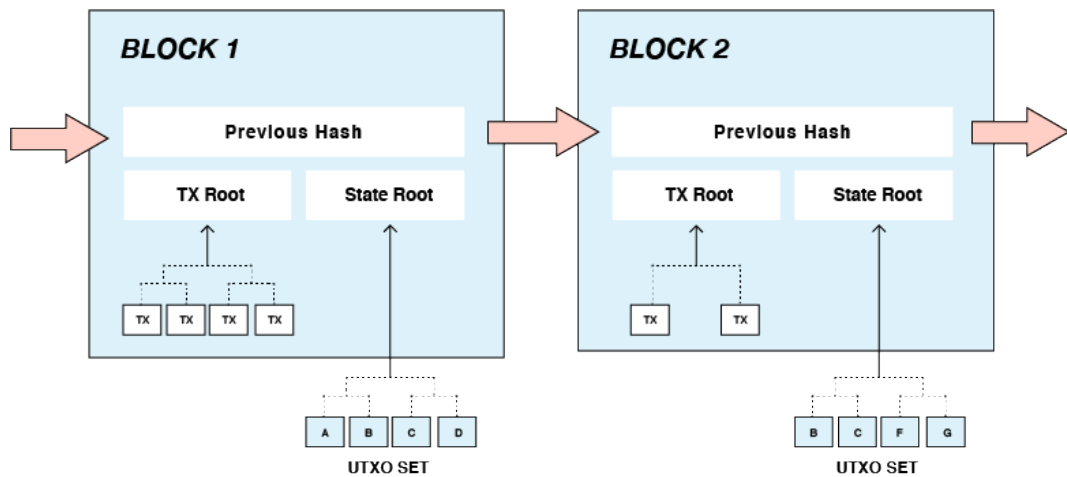 BLOCK 1
Previous Hash
TX Root
State Root
TX TX TX TX
A B C D
UTXO SET
BLOCK 2
Previous Hash
TX Root
State Root
TX TX
B C F G
UTXO SET